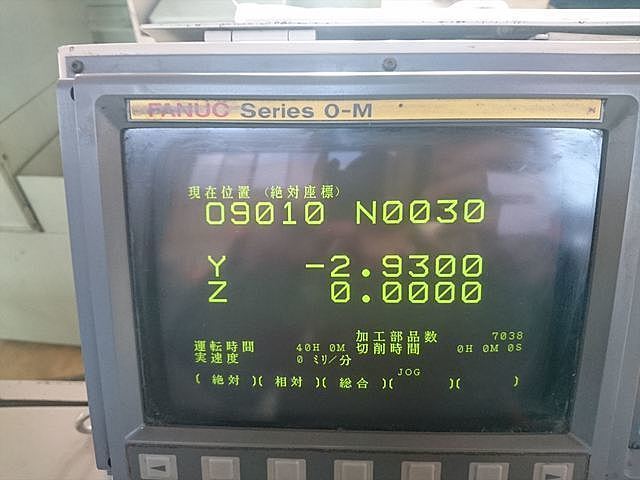 FANUC Series 0-M
現在位置 (絶対座標)
O9010 N0030
Y -2.9300
Z 0.0000
加工部品数 7038
運転時間 40H 0M 切削時間 0H 0M 0S
実速度 0 ミリ/分
JOG
[ 絶対 ][ 相対 ][ 総合 ][ ][ ]